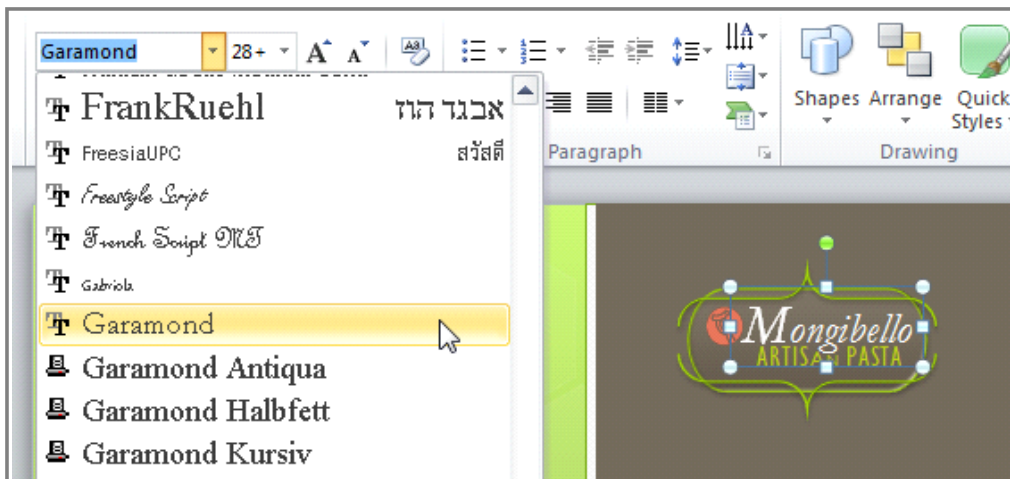 Garamond 28+ A A Aa
FrankRuehl אבגד הוז
FreesiaUPC สวัสดี
Freestyle Script
French Script MT
Gabriola
Garamond
Garamond Antiqua
Garamond Halbfett
Garamond Kursiv
Paragraph
Shapes Arrange Quick
Styles
Drawing
Mongibello
ARTISAN PASTA